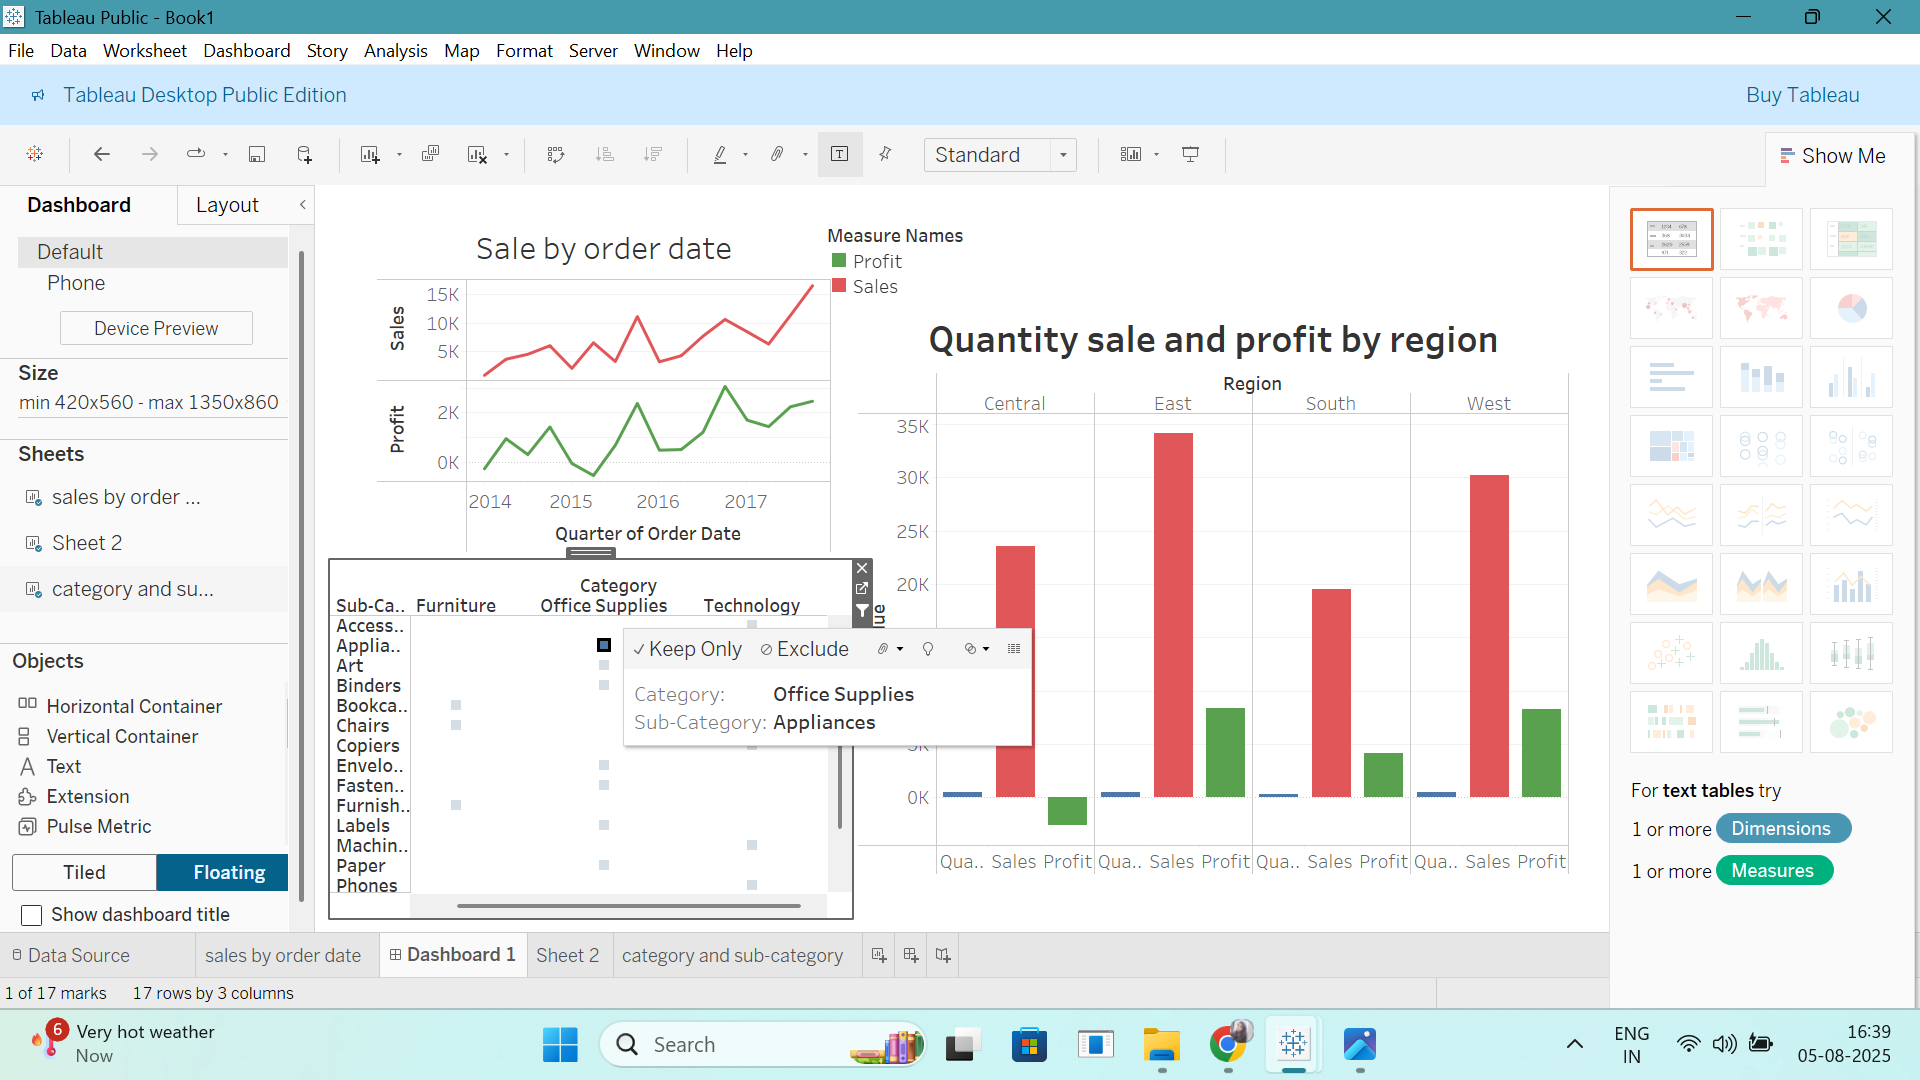 Tableau Public - Book1
File Data Worksheet Dashboard Story Analysis Map Format Server Window Help
Tableau Desktop Public Edition
Buy Tableau
Standard
Show Me
Dashboard
Layout
Default
Phone
Device Preview
Size
min 420x560 - max 1350x860
Sheets
sales by order ...
Sheet 2
category and su...
Objects
Horizontal Container
Vertical Container
Text
Extension
Pulse Metric
Tiled
Floating
Show dashboard title
Sale by order date
Sales
15K
10K
5K
Profit
2K
0K
2014 2015 2016 2017
Quarter of Order Date
Measure Names
Profit
Sales
Quantity sale and profit by region
Region
Central East South West
35K
30K
25K
20K
0K
Qua.. Sales Profit Qua.. Sales Profit Qua.. Sales Profit Qua.. Sales Profit
Category
Sub-Ca.. Furniture Office Supplies Technology
Access..
Applia..
Art
Binders
Bookca..
Chairs
Copiers
Envelo..
Fasten..
Furnish..
Labels
Machin..
Paper
Phones
Keep Only Exclude
Category: Office Supplies
Sub-Category: Appliances
For text tables try
1 or more Dimensions
1 or more Measures
Data Source
sales by order date
Dashboard 1
Sheet 2
category and sub-category
1 of 17 marks 17 rows by 3 columns
6
Very hot weather
Now
Search
ENG
IN
16:39
05-08-2025